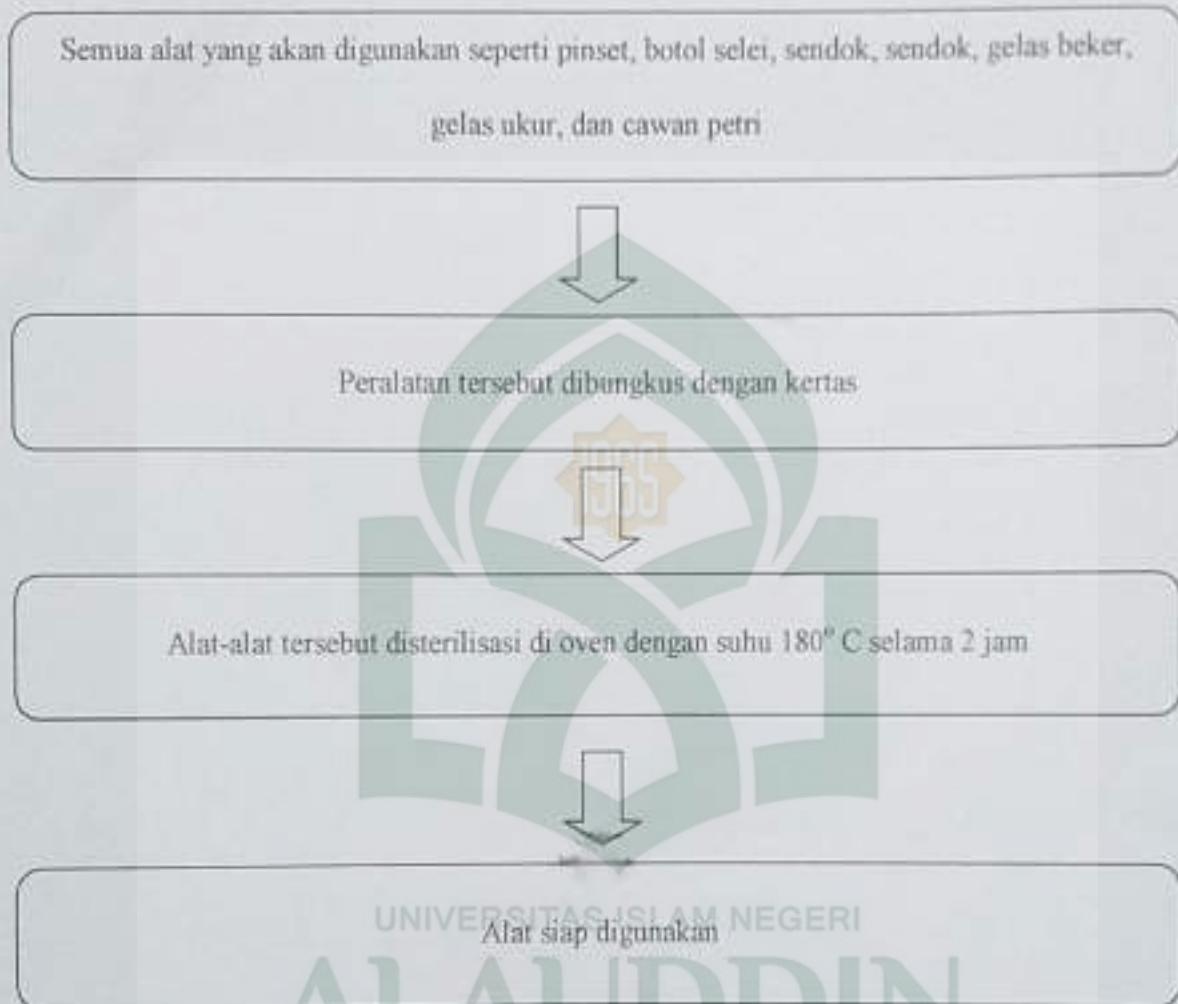 Semua alat yang akan digunakan seperti pinset, botol selei, sendok, sendok, gelas beker,
gelas ukur, dan cawan petri
Peralatan tersebut dibungkus dengan kertas
1965
Alat-alat tersebut disterilisasi di oven dengan suhu 180° C selama 2 jam
UNIVERSITAS ISLAM NEGERI
Alat siap digunakan
ALAUDDIN